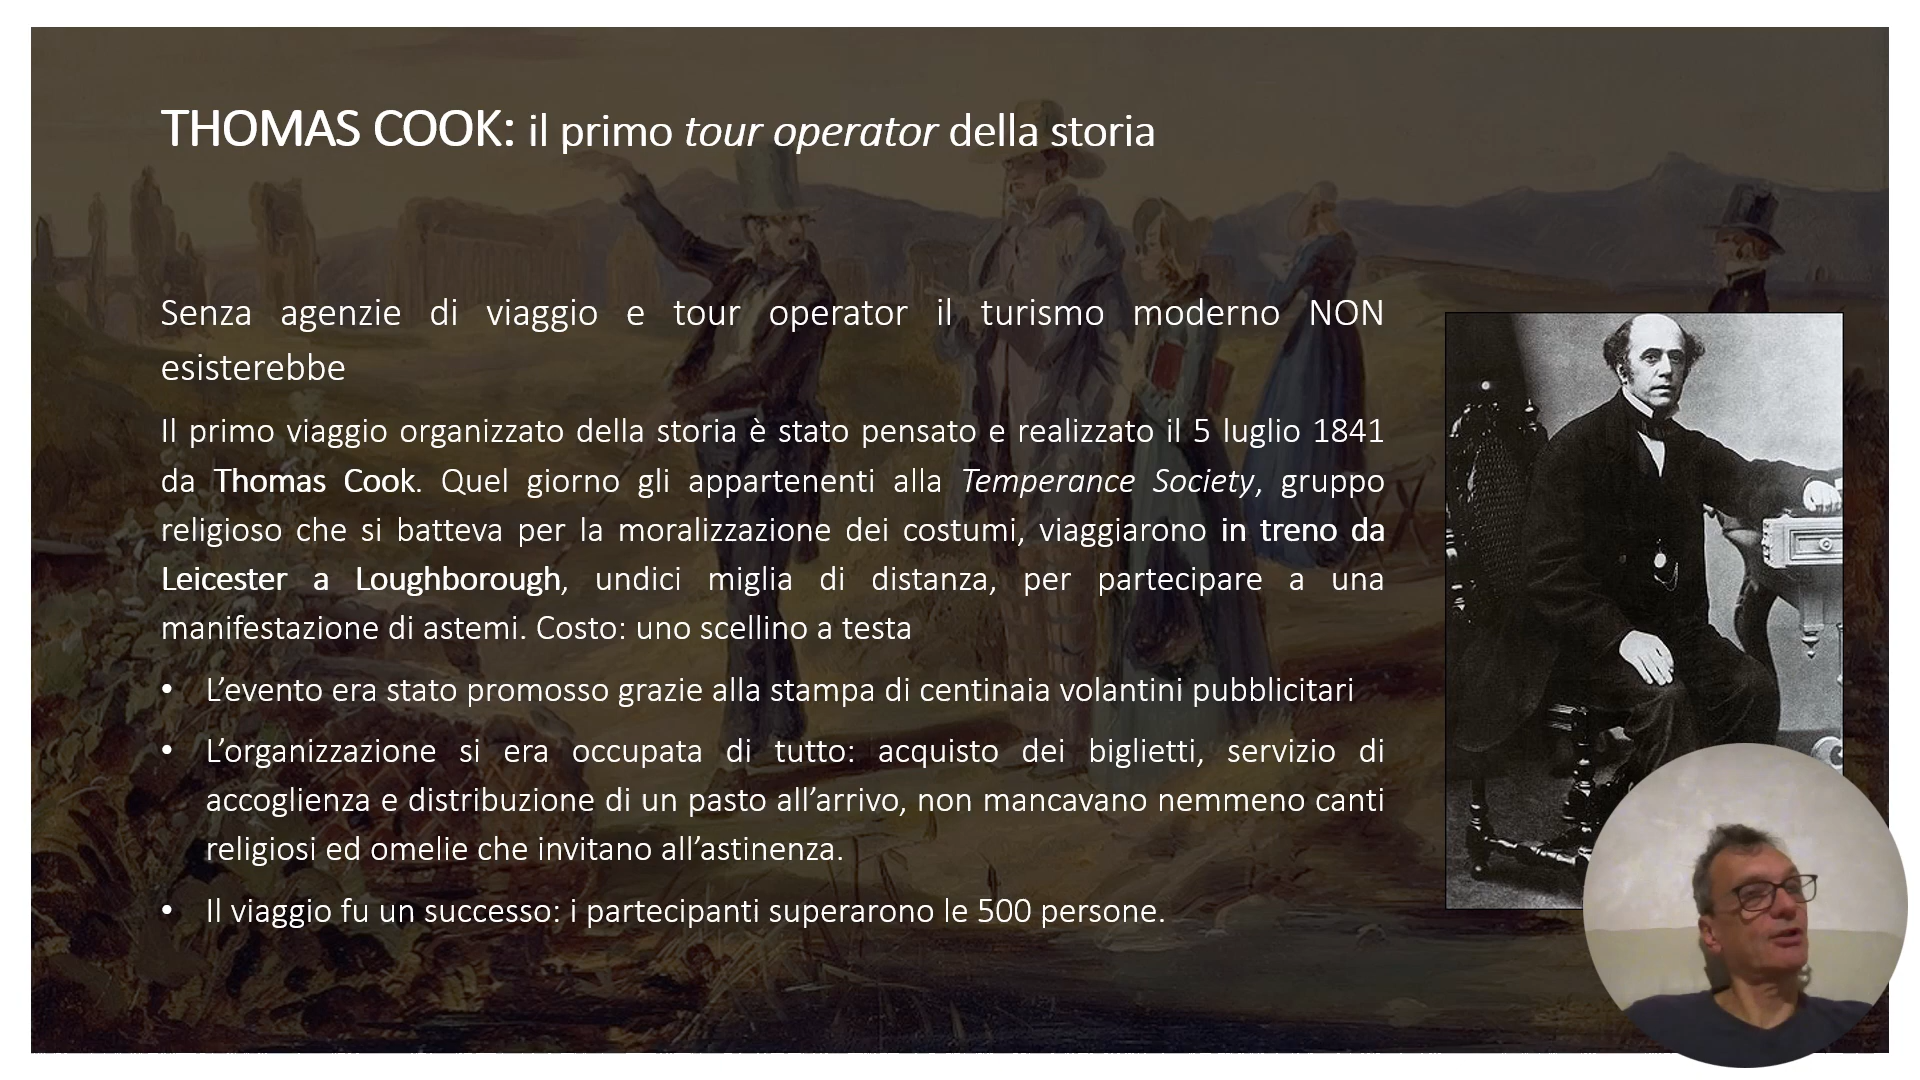 THOMAS COOK: il primo tour operator della storia
Senza agenzie di viaggio e tour operator il turismo moderno NON
esisterebbe
Il primo viaggio organizzato della storia è stato pensato e realizzato il 5 luglio 1841
da Thomas Cook. Quel giorno gli appartenenti alla Temperance Society, gruppo
religioso che si batteva per la moralizzazione dei costumi, viaggiarono in treno da
Leicester a Loughborough, undici miglia di distanza, per partecipare a una
manifestazione di astemi. Costo: uno scellino a testa
• L’evento era stato promosso grazie alla stampa di centinaia volantini pubblicitari
• L’organizzazione si era occupata di tutto: acquisto dei biglietti, servizio di
accoglienza e distribuzione di un pasto all’arrivo, non mancavano nemmeno canti
religiosi ed omelie che invitano all’astinenza.
• Il viaggio fu un successo: i partecipanti superarono le 500 persone.